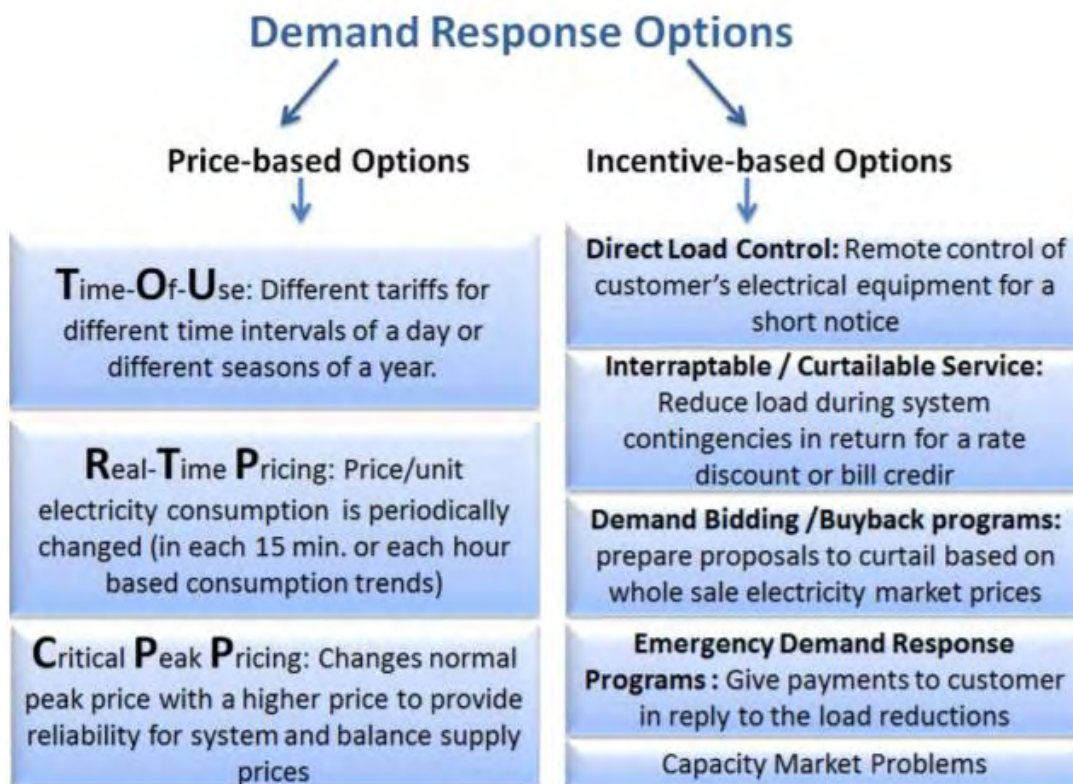 Demand Response Options
Price-based Options
Time-Of-Use: Different tariffs for
different time intervals of a day or
different seasons of a year.
Real-Time Pricing: Price/unit
electricity consumption is periodically
changed (in each 15 min. or each hour
based consumption trends)
Critical Peak Pricing: Changes normal
peak price with a higher price to provide
reliability for system and balance supply
prices
Incentive-based Options
Direct Load Control: Remote control of
customer's electrical equipment for a
short notice
Interraptable / Curtailable Service:
Reduce load during system
contingencies in return for a rate
discount or bill credir
Demand Bidding /Buyback programs:
prepare proposals to curtail based on
whole sale electricity market prices
Emergency Demand Response
Programs : Give payments to customer
in reply to the load reductions
Capacity Market Problems